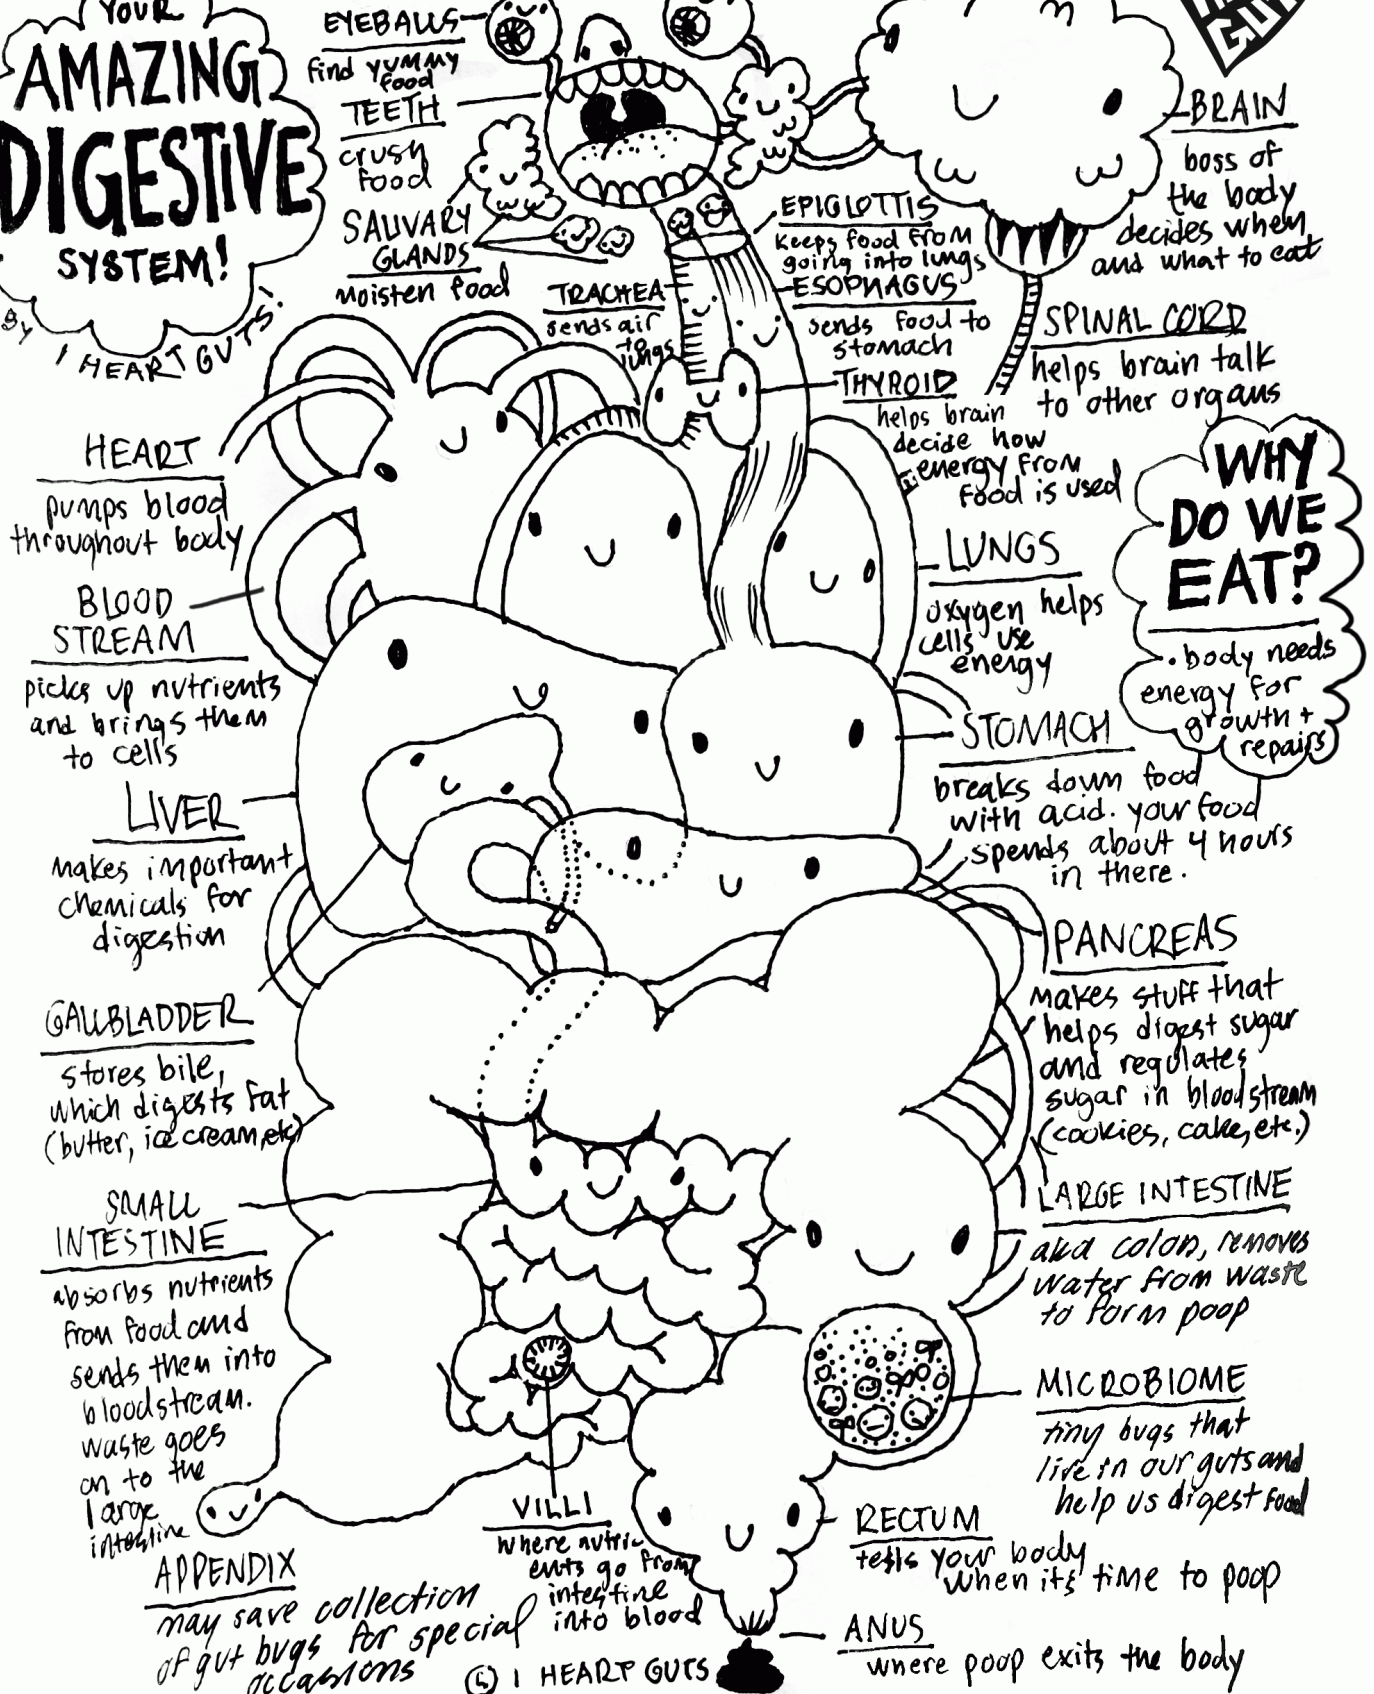 YOUR
AMAZING
DIGESTIVE
SYSTEM!
By I HEART GUTS!
EYEBALLS
find yummy
food
TEETH
crush
food
SALIVARY
GLANDS
moisten food
TRACHEA
sends air
to
lungs
EPIGLOTTIS
keeps food from
going into lungs
ESOPHAGUS
sends food to
stomach
THYROID
helps brain
decide how
energy from
food is used
BRAIN
boss of
the body
decides when
and what to eat
SPINAL CORD
helps brain talk
to other organs
WHY
DO WE
EAT?
• body needs
energy for
growth +
repairs
HEART
pumps blood
throughout body
BLOOD
STREAM
picks up nutrients
and brings them
to cells
LIVER
makes important
chemicals for
digestion
GALLBLADDER
stores bile,
which digests fat
(butter, ice cream, etc)
SMALL
INTESTINE
absorbs nutrients
from food and
sends them into
bloodstream.
waste goes
on to the
large
intestine
APPENDIX
may save collection
of gut bugs for special
occasions
VILLI
where nutri-
ents go from
intestine
into blood
LUNGS
oxygen helps
cells use
energy
STOMACH
breaks down food
with acid. your food
spends about 4 hours
in there.
PANCREAS
makes stuff that
helps digest sugar
and regulates
sugar in bloodstream
(cookies, cake, etc.)
LARGE INTESTINE
aka colon, removes
water from waste
to form poop
MICROBIOME
tiny bugs that
live in our guts and
help us digest food
RECTUM
tells your body
when it's time to poop
ANUS
where poop exits the body
© I HEART GUTS